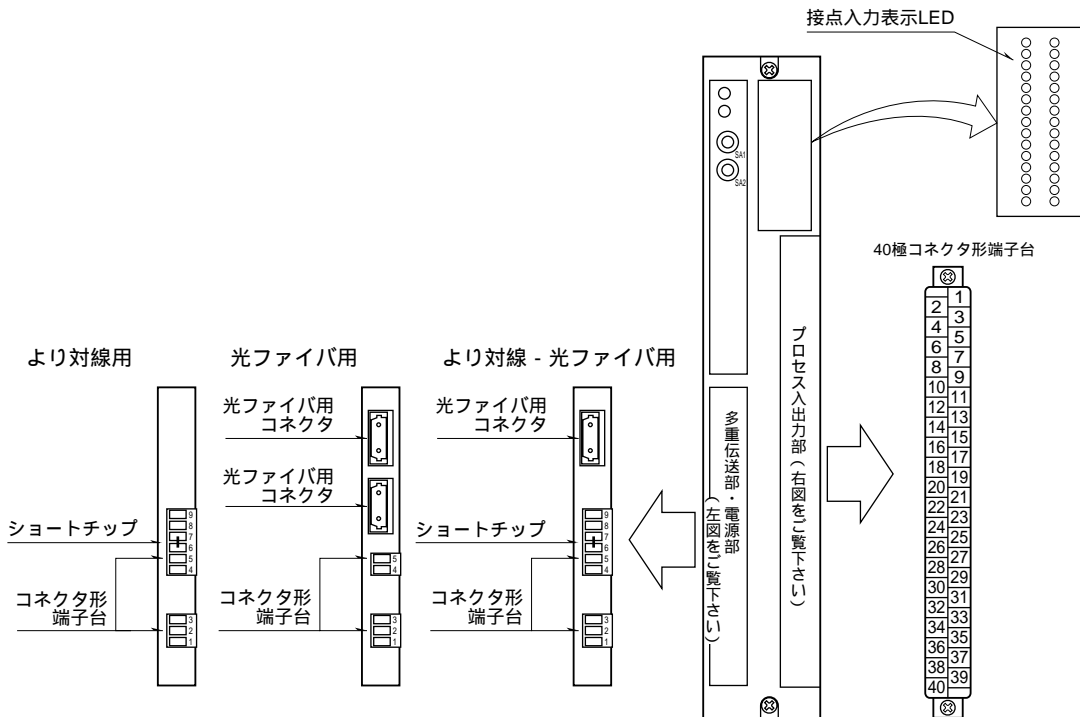 接点入力表示LED
SA1
SA2
40極コネクタ形端子台
プロセス入出力部（右図をご覧下さい）
多重伝送部・電源部
（左図をご覧下さい）
1
2
3
4
5
6
7
8
9
10
11
12
13
14
15
16
17
18
19
20
21
22
23
24
25
26
27
28
29
30
31
32
33
34
35
36
37
38
39
40
より対線用
ショートチップ
コネクタ形
端子台
9
8
7
6
5
4
3
2
1
光ファイバ用
光ファイバ用
コネクタ
光ファイバ用
コネクタ
コネクタ形
端子台
5
4
3
2
1
より対線 - 光ファイバ用
光ファイバ用
コネクタ
ショートチップ
コネクタ形
端子台
9
8
7
6
5
4
3
2
1